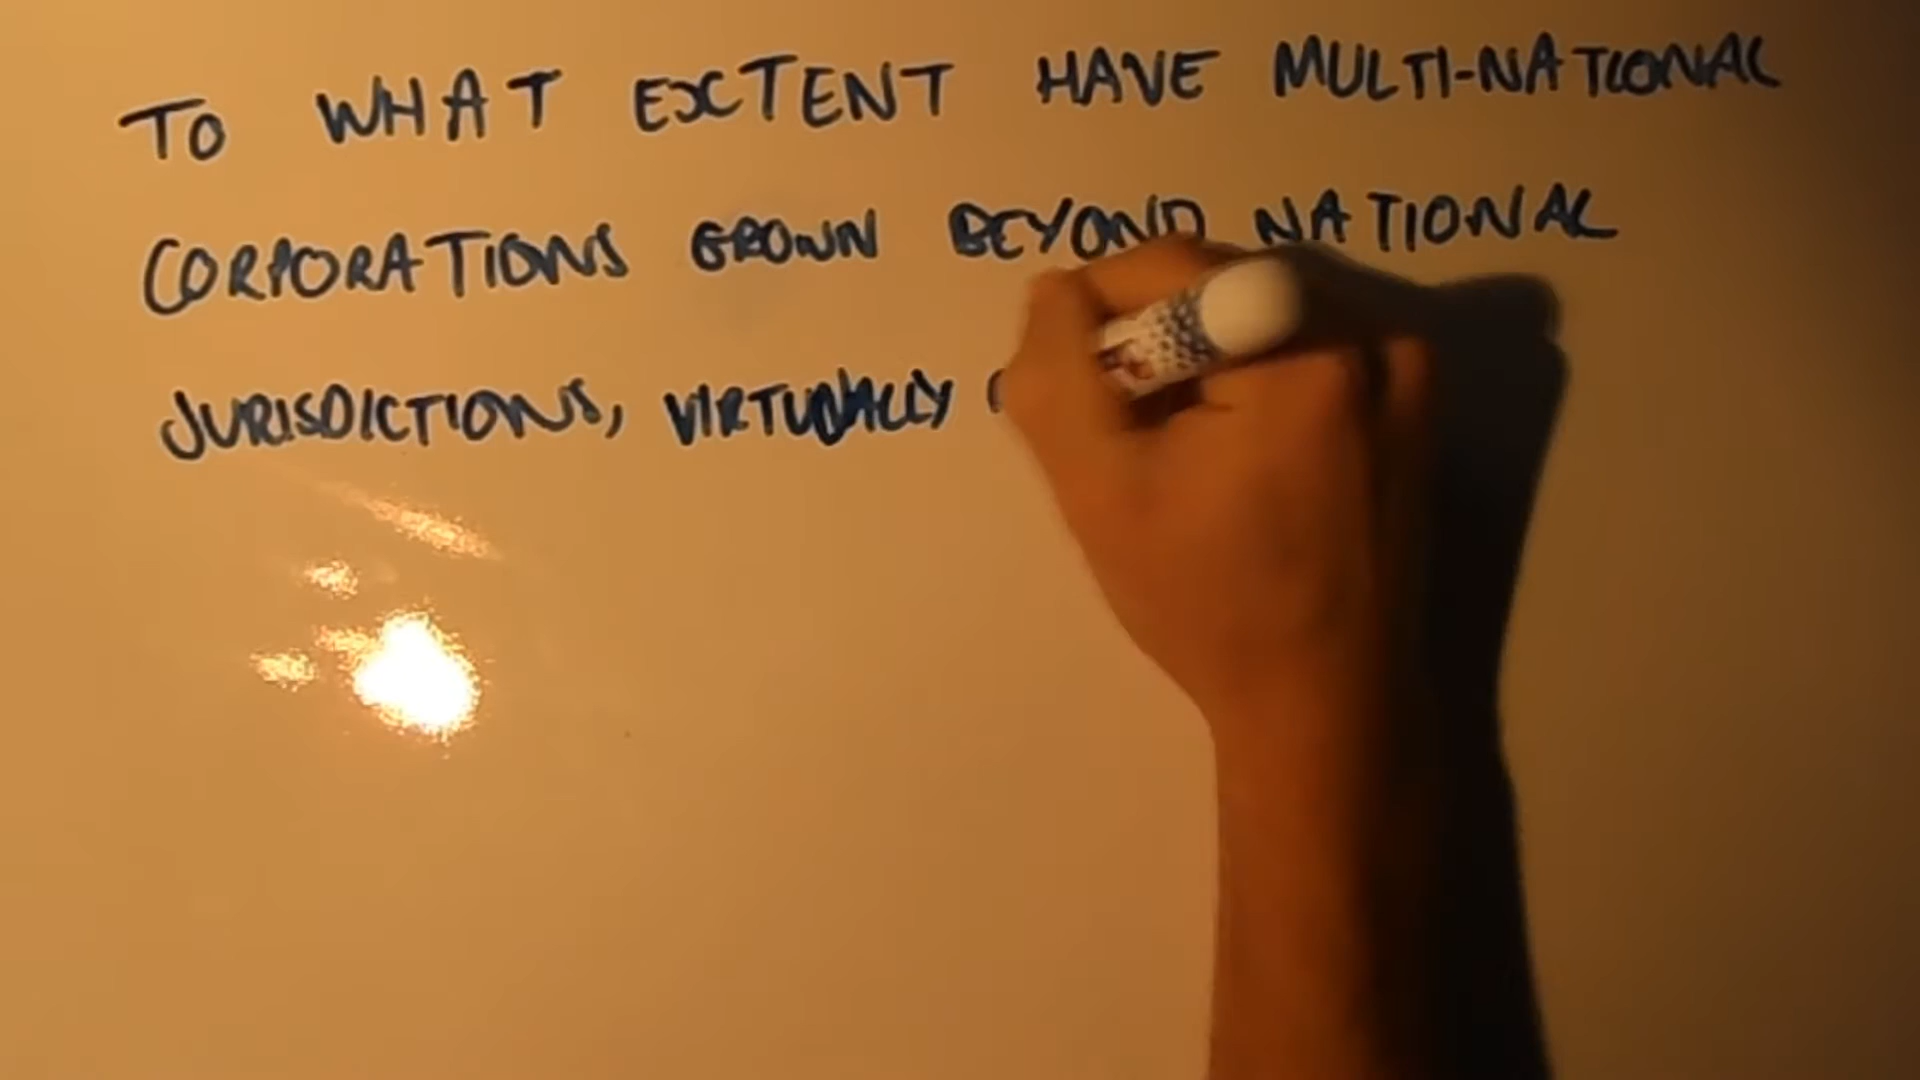 TO WHAT EXTENT HAVE MULTI-NATIONAL
CORPORATIONS GROWN BEYOND NATIONAL
JURISDICTIONS, VIRTUALLY